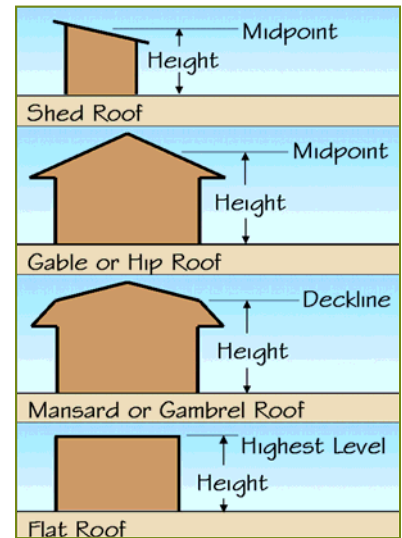 Midpoint
Height
Shed Roof
Midpoint
Height
Gable or Hip Roof
Deckline
Height
Mansard or Gambrel Roof
Highest Level
Height
Flat Roof